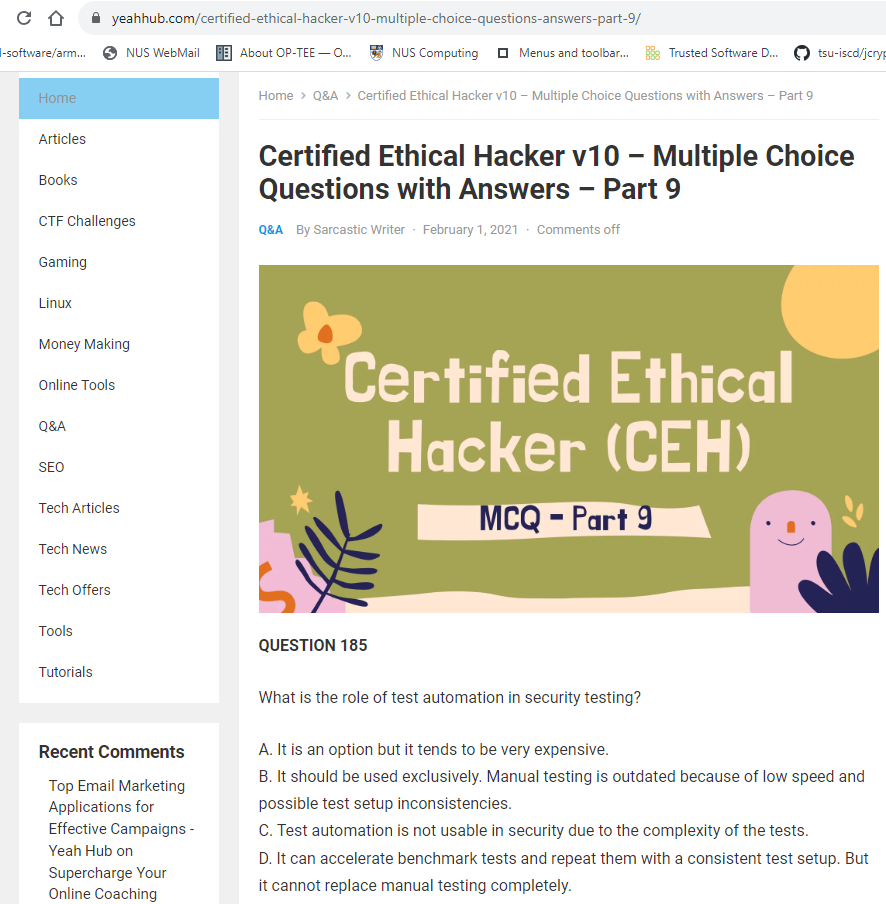 yeahhub.com/certified-ethical-hacker-v10-multiple-choice-questions-answers-part-9/
l-software/arm... NUS WebMail About OP-TEE — O... NUS Computing Menus and toolbar... Trusted Software D... tsu-iscd/jcryp
Home
Articles
Books
CTF Challenges
Gaming
Linux
Money Making
Online Tools
Q&A
SEO
Tech Articles
Tech News
Tech Offers
Tools
Tutorials
Recent Comments
Top Email Marketing
Applications for
Effective Campaigns -
Yeah Hub on
Supercharge Your
Online Coaching
Home > Q&A > Certified Ethical Hacker v10 – Multiple Choice Questions with Answers – Part 9
Certified Ethical Hacker v10 – Multiple Choice
Questions with Answers – Part 9
Q&A By Sarcastic Writer · February 1, 2021 · Comments off
Certified Ethical
Hacker (CEH)
MCQ - Part 9
QUESTION 185
What is the role of test automation in security testing?
A. It is an option but it tends to be very expensive.
B. It should be used exclusively. Manual testing is outdated because of low speed and
possible test setup inconsistencies.
C. Test automation is not usable in security due to the complexity of the tests.
D. It can accelerate benchmark tests and repeat them with a consistent test setup. But
it cannot replace manual testing completely.